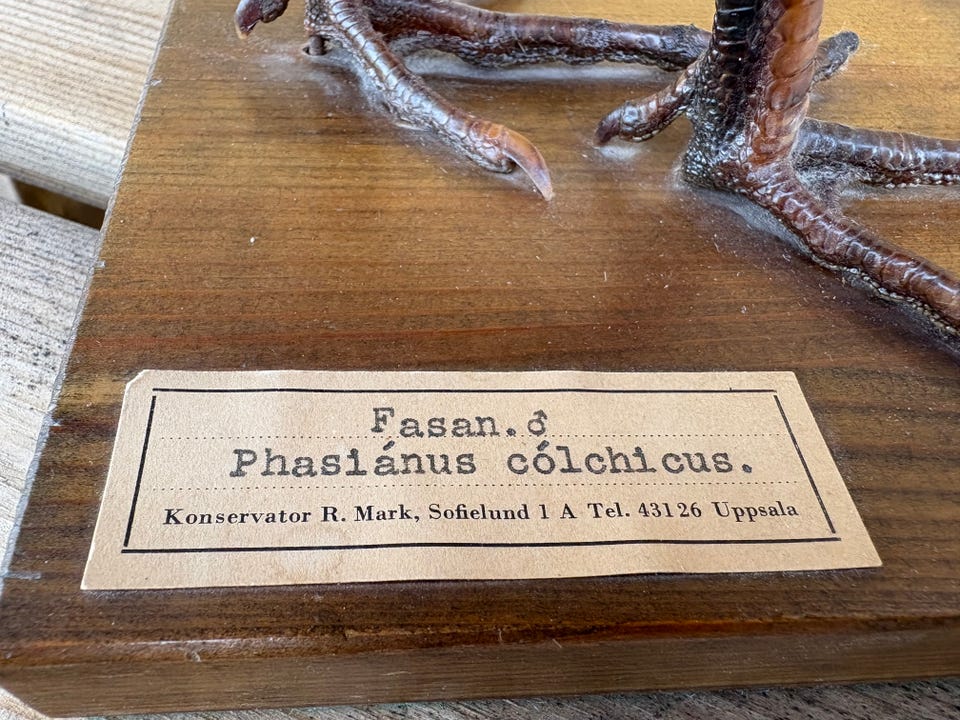 Fasan.♂
Phasiánus cólchicus.
Konservator R. Mark, Sofielund 1 A Tel. 43126 Uppsala